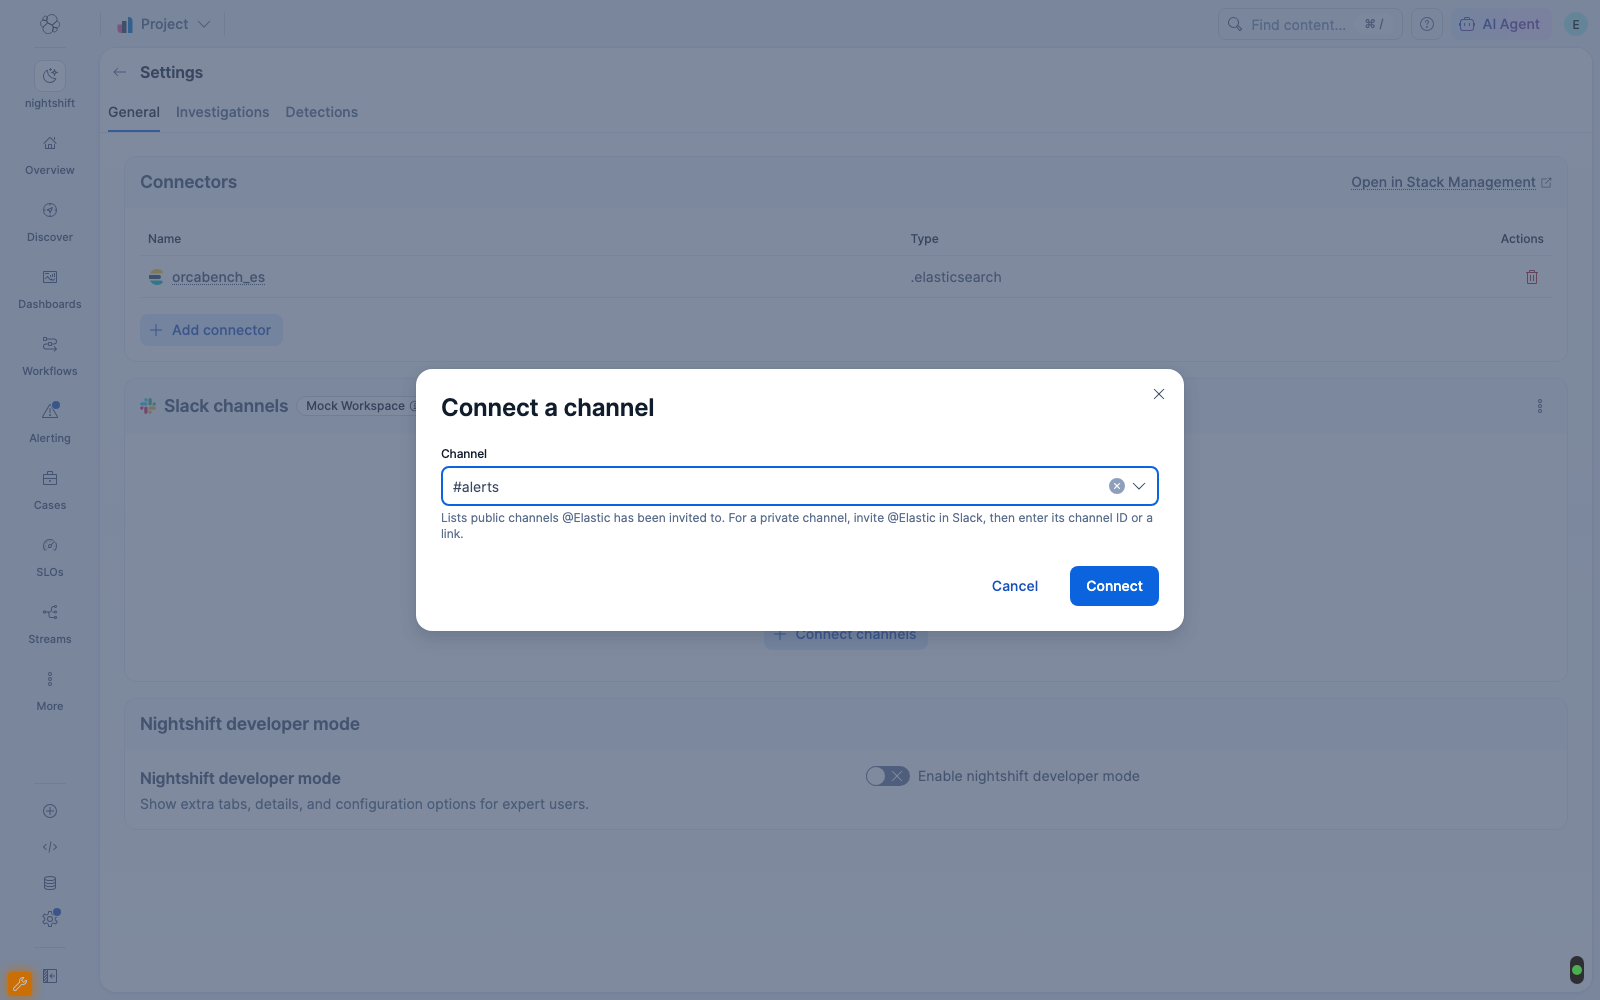 Project
Find content...
⌘ /
AI Agent
E
nightshift
Overview
Discover
Dashboards
Workflows
Alerting
Cases
SLOs
Streams
More
Settings
General
Investigations
Detections
Connectors
Open in Stack Management
Name
Type
Actions
orcabench_es
.elasticsearch
Add connector
Slack channels
Mock Workspace
Connect a channel
Channel
#alerts
Lists public channels @Elastic has been invited to. For a private channel, invite @Elastic in Slack, then enter its channel ID or a
link.
Cancel
Connect
Connect channels
Nightshift developer mode
Nightshift developer mode
Enable nightshift developer mode
Show extra tabs, details, and configuration options for expert users.